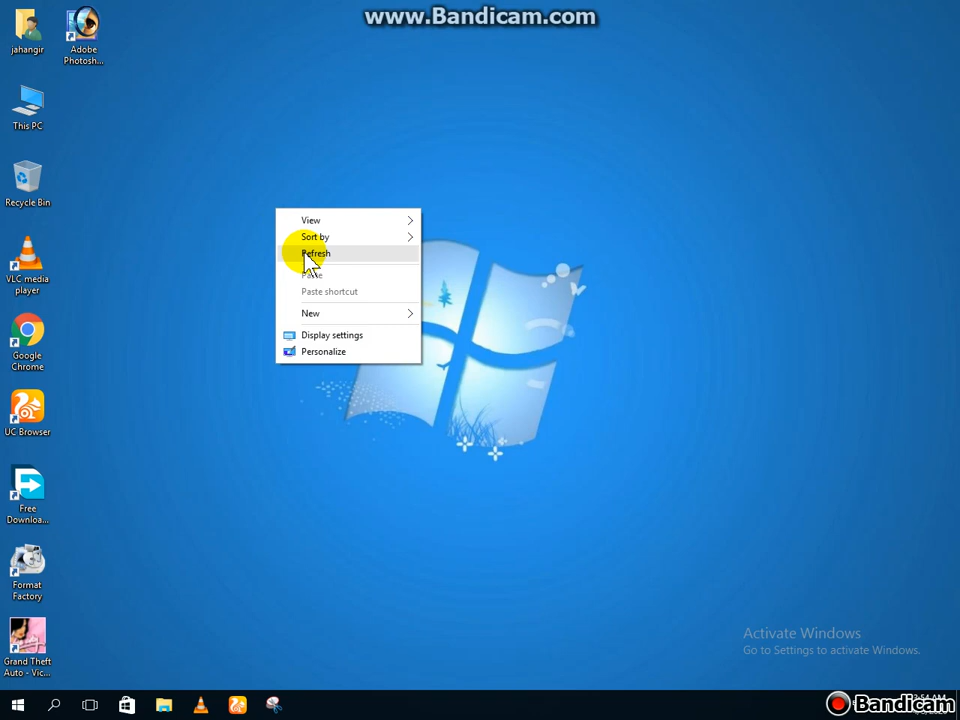 www.Bandicam.com
jahangir
Adobe
Photosh...
This PC
Recycle Bin
VLC media
player
Google
Chrome
UC Browser
Free
Downloa...
Format
Factory
Grand Theft
Auto - Vic...
View
Sort by
Refresh
Paste
Paste shortcut
New
Display settings
Personalize
Activate Windows
Go to Settings to activate Windows.
Bandicam